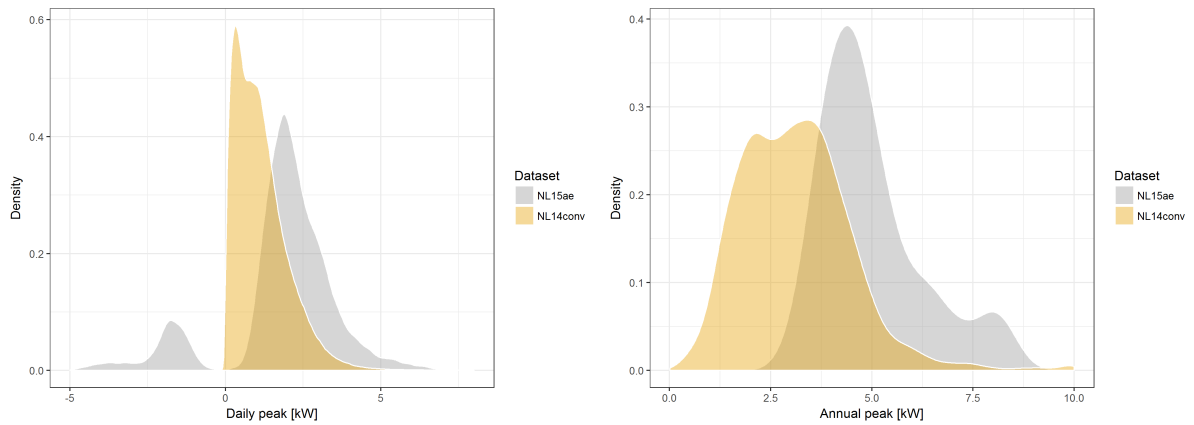 0.6
0.4
0.2
0.0
Density
-5
0
5
Daily peak [kW]
Dataset
NL15ae
NL14conv
0.4
0.3
0.2
0.1
0.0
Density
0.0
2.5
5.0
7.5
10.0
Annual peak [kW]
Dataset
NL15ae
NL14conv